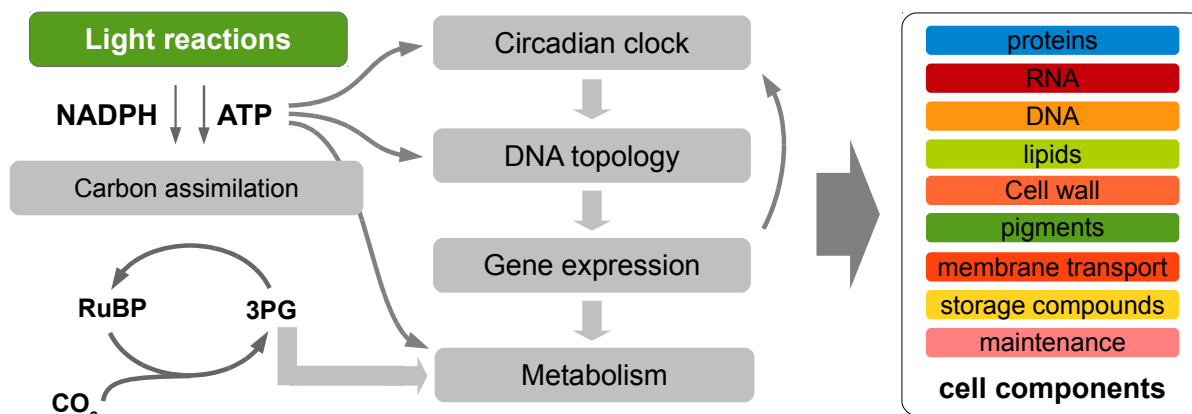 Light reactions
NADPH
ATP
Carbon assimilation
RuBP
3PG
CO₂
Circadian clock
DNA topology
Gene expression
Metabolism
proteins
RNA
DNA
lipids
Cell wall
pigments
membrane transport
storage compounds
maintenance
cell components